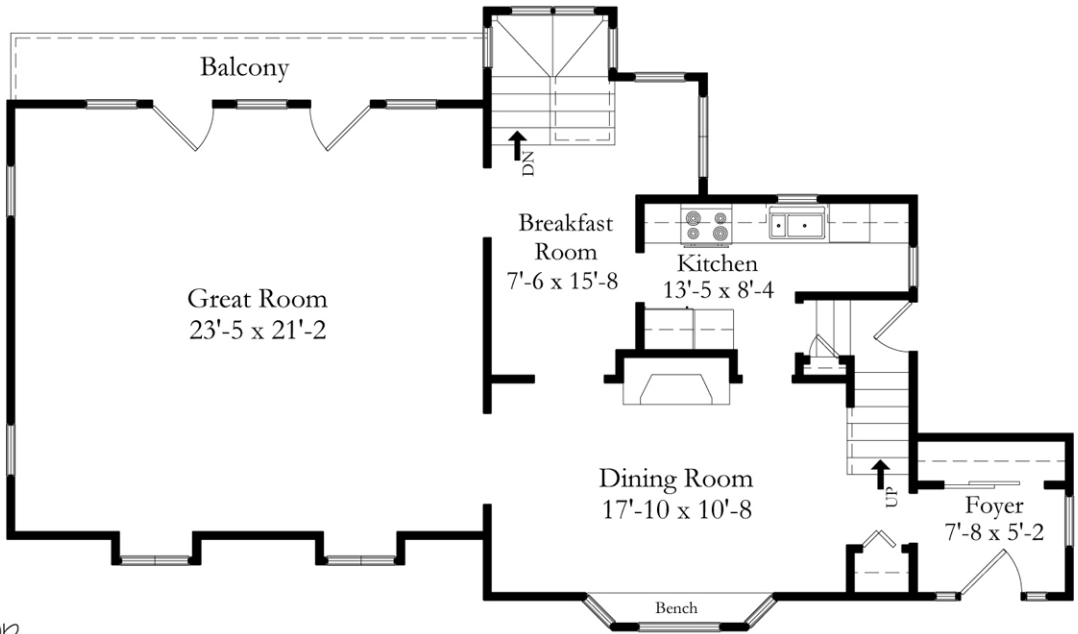 Balcony
DN
Breakfast
Room
7'-6 x 15'-8
Kitchen
13'-5 x 8'-4
Great Room
23'-5 x 21'-2
Dining Room
17'-10 x 10'-8
UP
Foyer
7'-8 x 5'-2
Bench